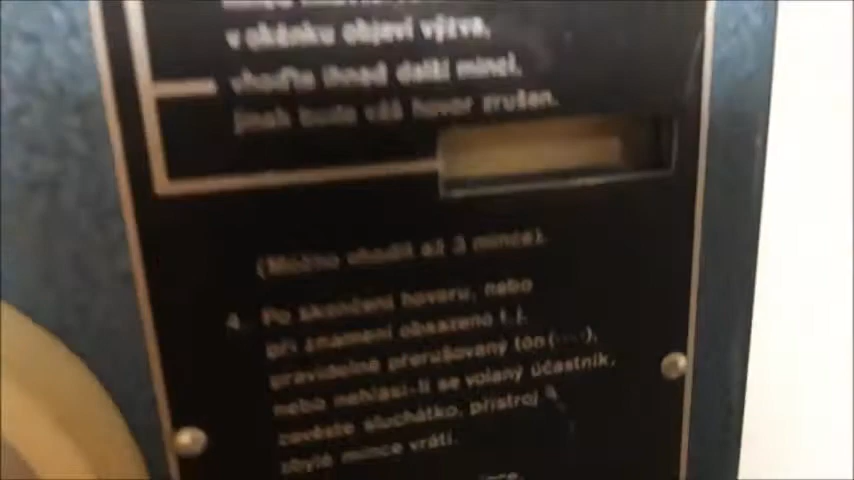 v okénku objeví výzva,
vhoďte ihned další minci,
jinak bude váš hovor zrušen.
(Možno vhodit až 3 mince).
4. Po skončení hovoru, nebo
při znamení obsazeno t. j.
pravidelně přerušovaný tón (....),
nebo nehlásí-li se volaný účastník,
zavěste sluchátko, přístroj
zbylé mince vrátí.